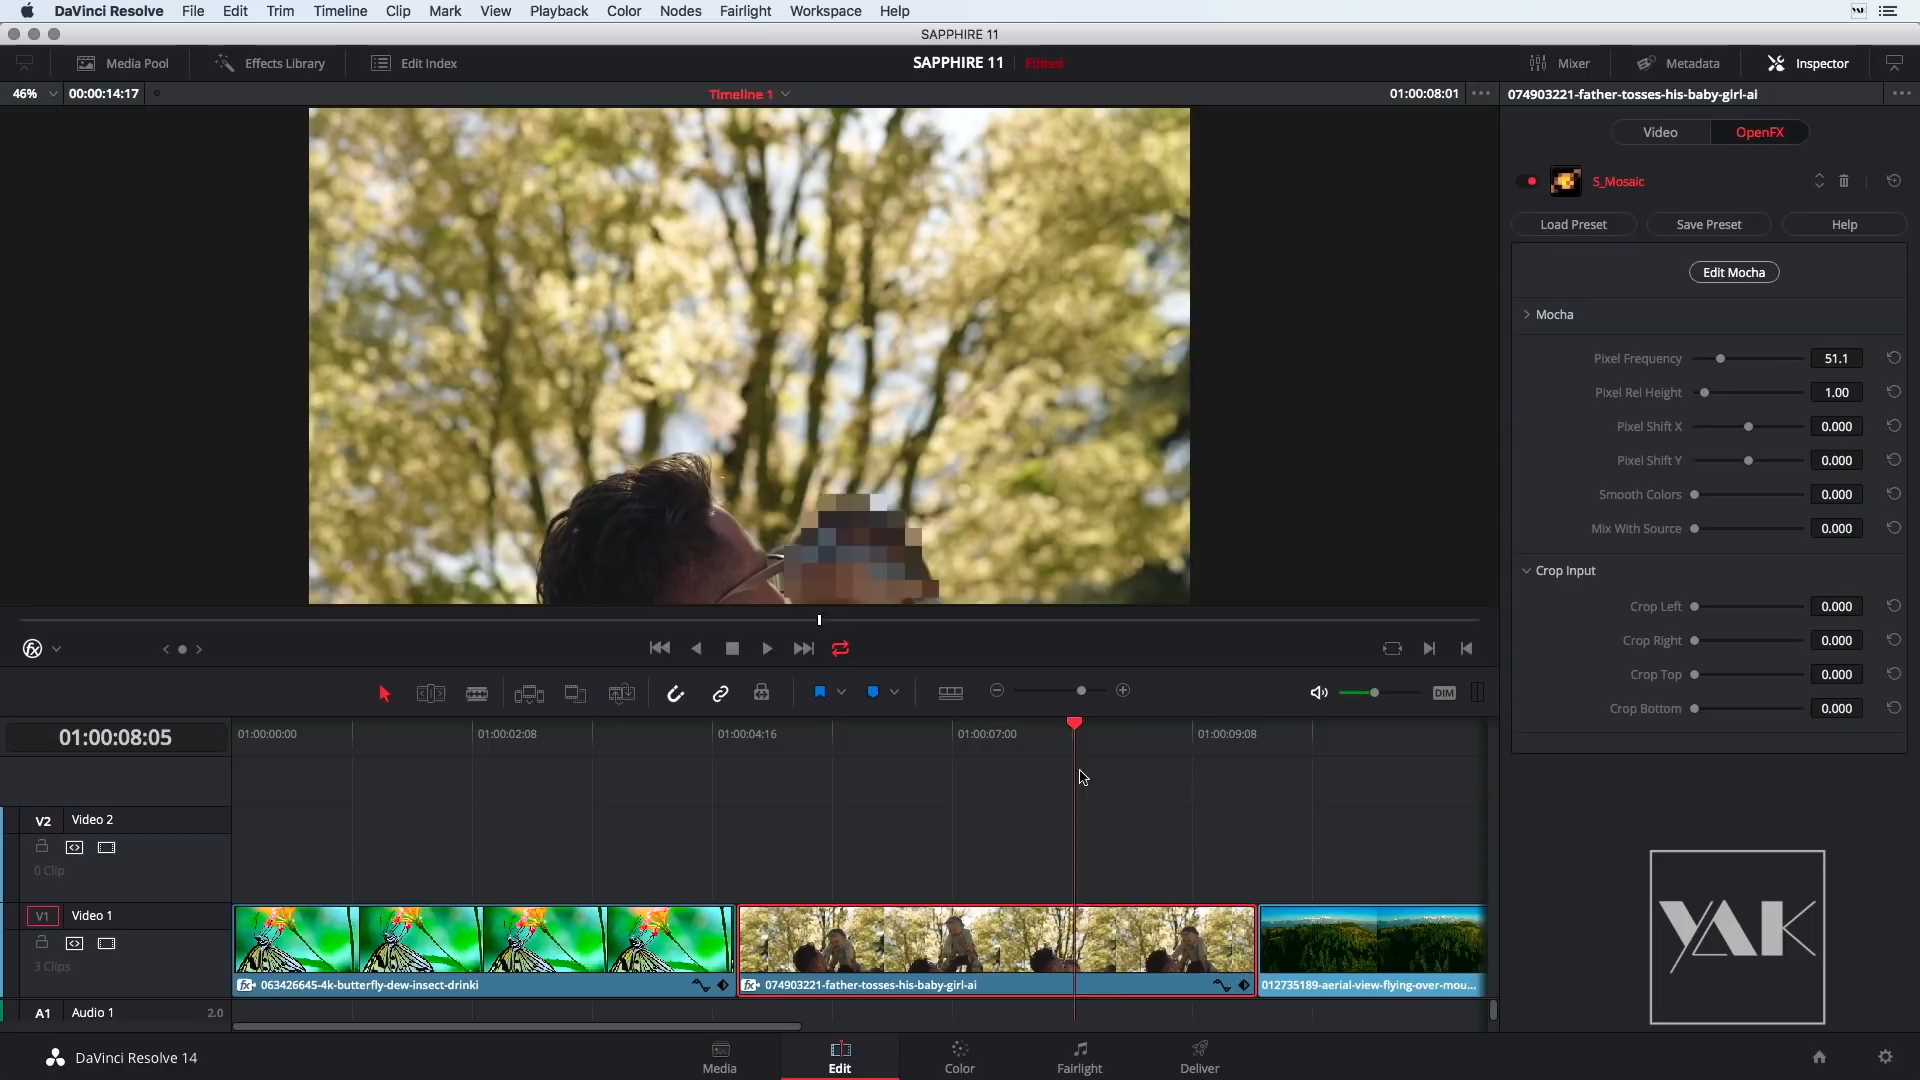 DaVinci Resolve File Edit Trim Timeline Clip Mark View Playback Color Nodes Fairlight Workspace Help
SAPPHIRE 11
Media Pool Effects Library Edit Index SAPPHIRE 11 Edited Mixer Metadata Inspector
46% 00:00:14:17 Timeline 1 01:00:08:01 074903221-father-tosses-his-baby-girl-ai
Video OpenFX
S_Mosaic
Load Preset Save Preset Help
Edit Mocha
Mocha
Pixel Frequency 51.1
Pixel Rel Height 1.00
Pixel Shift X 0.000
Pixel Shift Y 0.000
Smooth Colors 0.000
Mix With Source 0.000
Crop Input
Crop Left 0.000
Crop Right 0.000
Crop Top 0.000
Crop Bottom 0.000
fx
DIM
01:00:08:05 01:00:00:00 01:00:02:08 01:00:04:16 01:00:07:00 01:00:09:08
V2 Video 2
0 Clip
V1 Video 1
3 Clips
fx 063426645-4k-butterfly-dew-insect-drinki fx 074903221-father-tosses-his-baby-girl-ai 012735189-aerial-view-flying-over-mou...
A1 Audio 1 2.0
YAK
DaVinci Resolve 14 Media Edit Color Fairlight Deliver